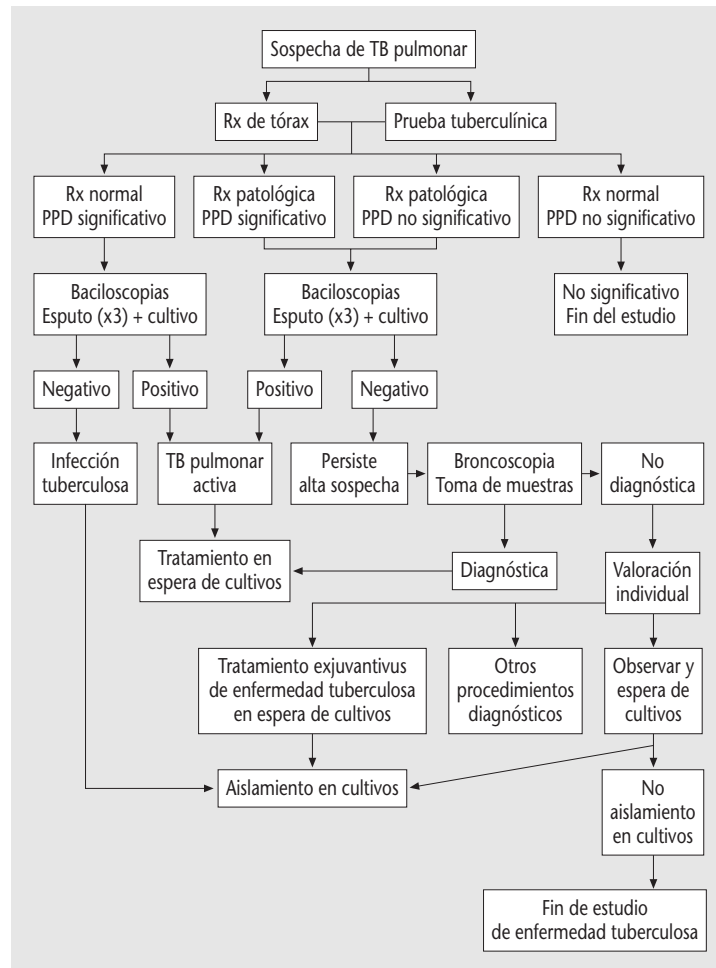 Sospecha de TB pulmonar
Rx de tórax
Prueba tuberculínica
Rx normal
PPD significativo
Rx patológica
PPD significativo
Rx patológica
PPD no significativo
Rx normal
PPD no significativo
Baciloscopias
Esputo (x3) + cultivo
Baciloscopias
Esputo (x3) + cultivo
No significativo
Fin del estudio
Negativo
Positivo
Positivo
Negativo
Infección
tuberculosa
TB pulmonar
activa
Persiste
alta sospecha
Broncoscopia
Toma de muestras
No
diagnóstica
Tratamiento en
espera de cultivos
Diagnóstica
Valoración
individual
Tratamiento exjuvantivus
de enfermedad tuberculosa
en espera de cultivos
Otros
procedimientos
diagnósticos
Observar y
espera de
cultivos
Aislamiento en cultivos
No
aislamiento
en cultivos
Fin de estudio
de enfermedad tuberculosa